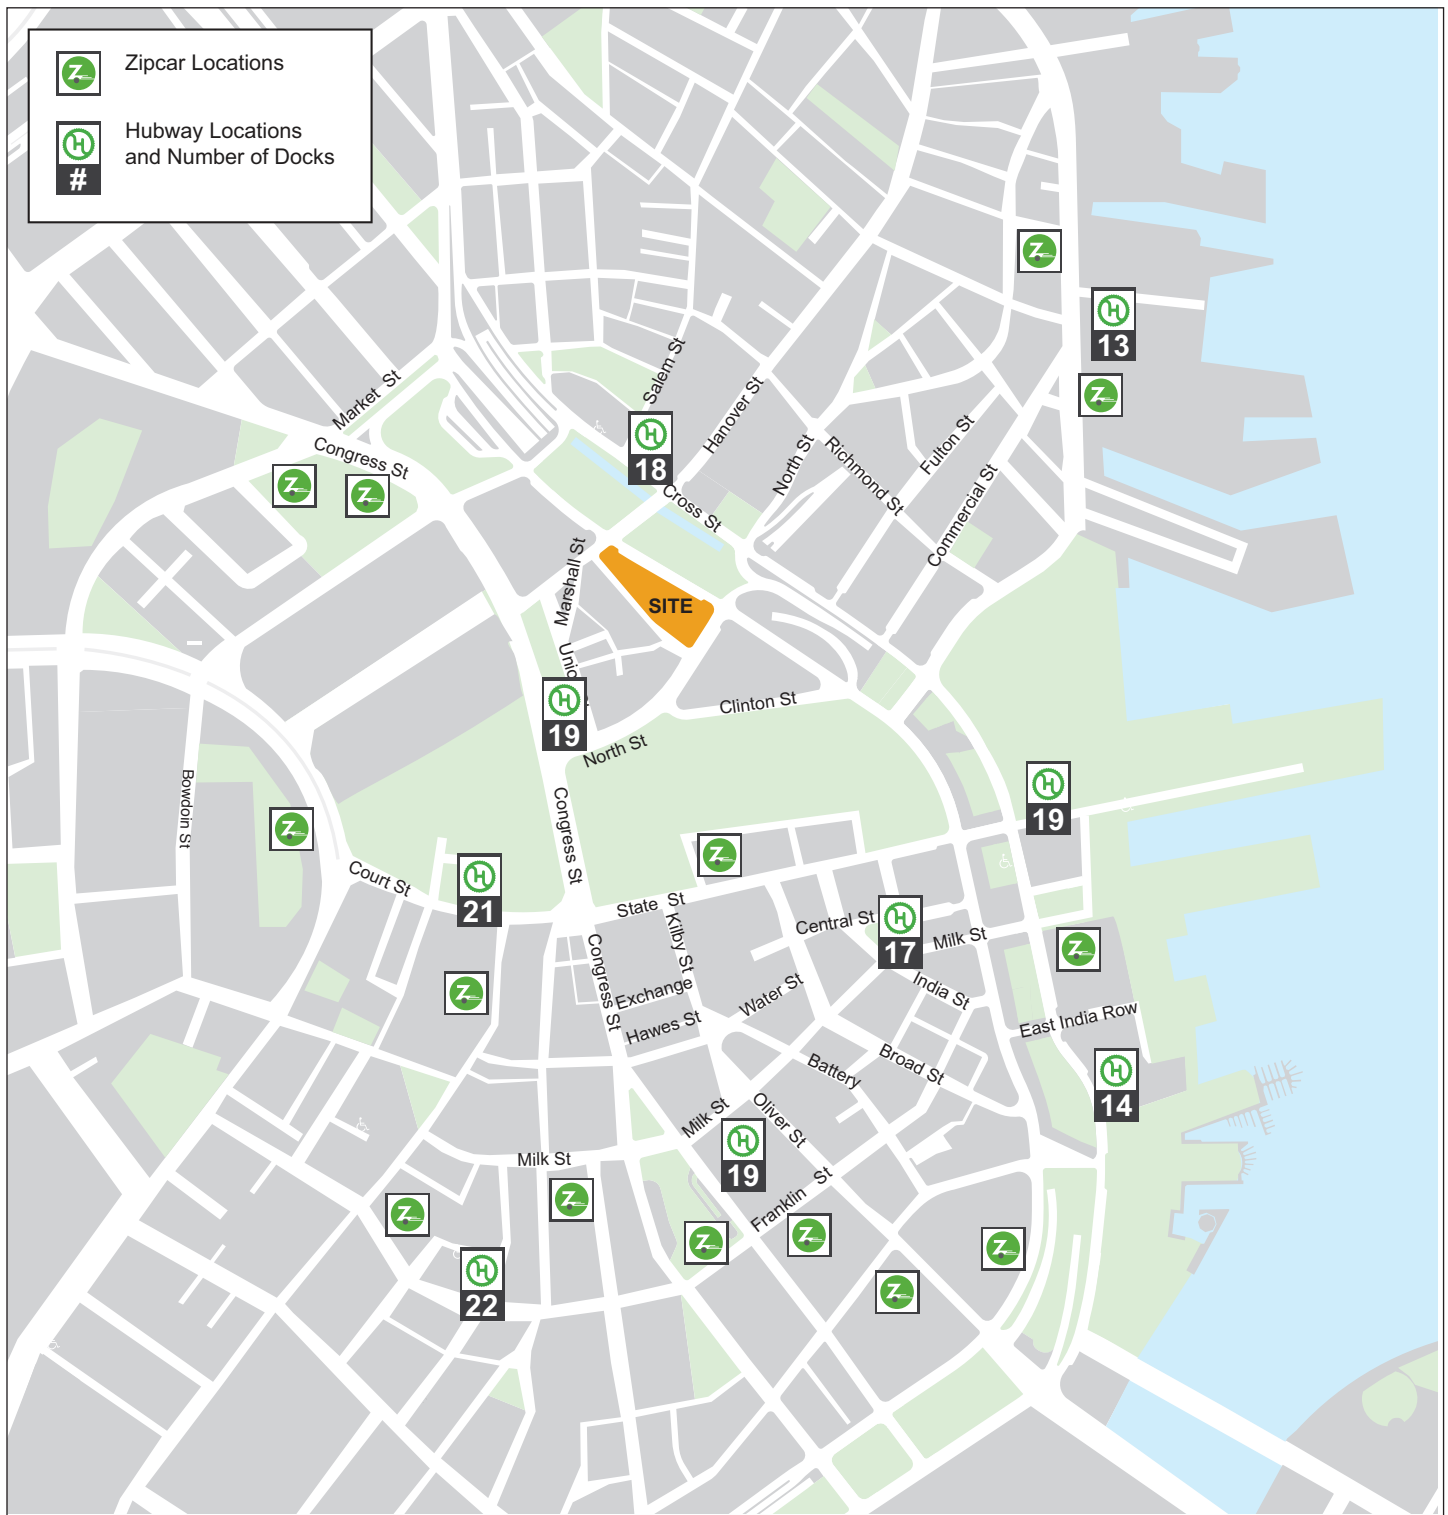 Zipcar Locations
Hubway Locations
and Number of Docks
#
13
Salem St
Market St
Hanover St
18
Congress St
North St
Richmond St
Fulton St
Cross St
Commercial St
Marshall St
SITE
Union St
19
Clinton St
North St
Bowdoin St
Congress St
19
Court St
21
State St
Kilby St
Central St
17
Milk St
Congress St
Exchange
Water St
India St
Hawes St
East India Row
Battery
Broad St
14
Milk St
Oliver St
19
Milk St
Franklin St
22